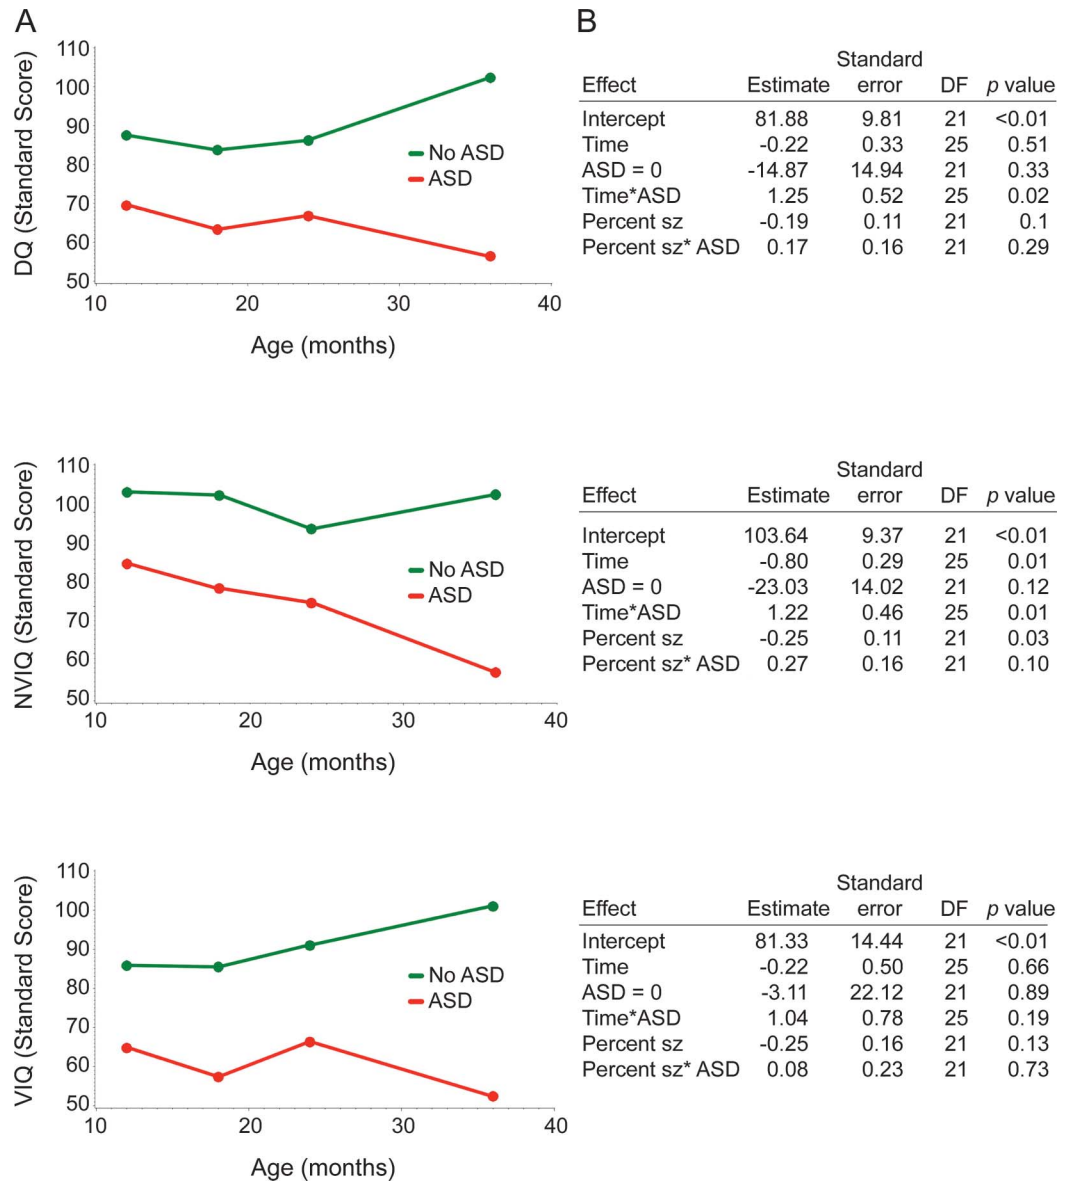 A
B
110
100
90
80
70
60
50
DQ (Standard Score)
No ASD
ASD
10 20 30 40
Age (months)
Standard
Effect Estimate error DF p value
Intercept 81.88 9.81 21 <0.01
Time -0.22 0.33 25 0.51
ASD = 0 -14.87 14.94 21 0.33
Time*ASD 1.25 0.52 25 0.02
Percent sz -0.19 0.11 21 0.1
Percent sz* ASD 0.17 0.16 21 0.29
110
100
90
80
70
60
50
NVIQ (Standard Score)
No ASD
ASD
10 20 30 40
Age (months)
Standard
Effect Estimate error DF p value
Intercept 103.64 9.37 21 <0.01
Time -0.80 0.29 25 0.01
ASD = 0 -23.03 14.02 21 0.12
Time*ASD 1.22 0.46 25 0.01
Percent sz -0.25 0.11 21 0.03
Percent sz* ASD 0.27 0.16 21 0.10
110
100
90
80
70
60
50
VIQ (Standard Score)
No ASD
ASD
10 20 30 40
Age (months)
Standard
Effect Estimate error DF p value
Intercept 81.33 14.44 21 <0.01
Time -0.22 0.50 25 0.66
ASD = 0 -3.11 22.12 21 0.89
Time*ASD 1.04 0.78 25 0.19
Percent sz -0.25 0.16 21 0.13
Percent sz* ASD 0.08 0.23 21 0.73